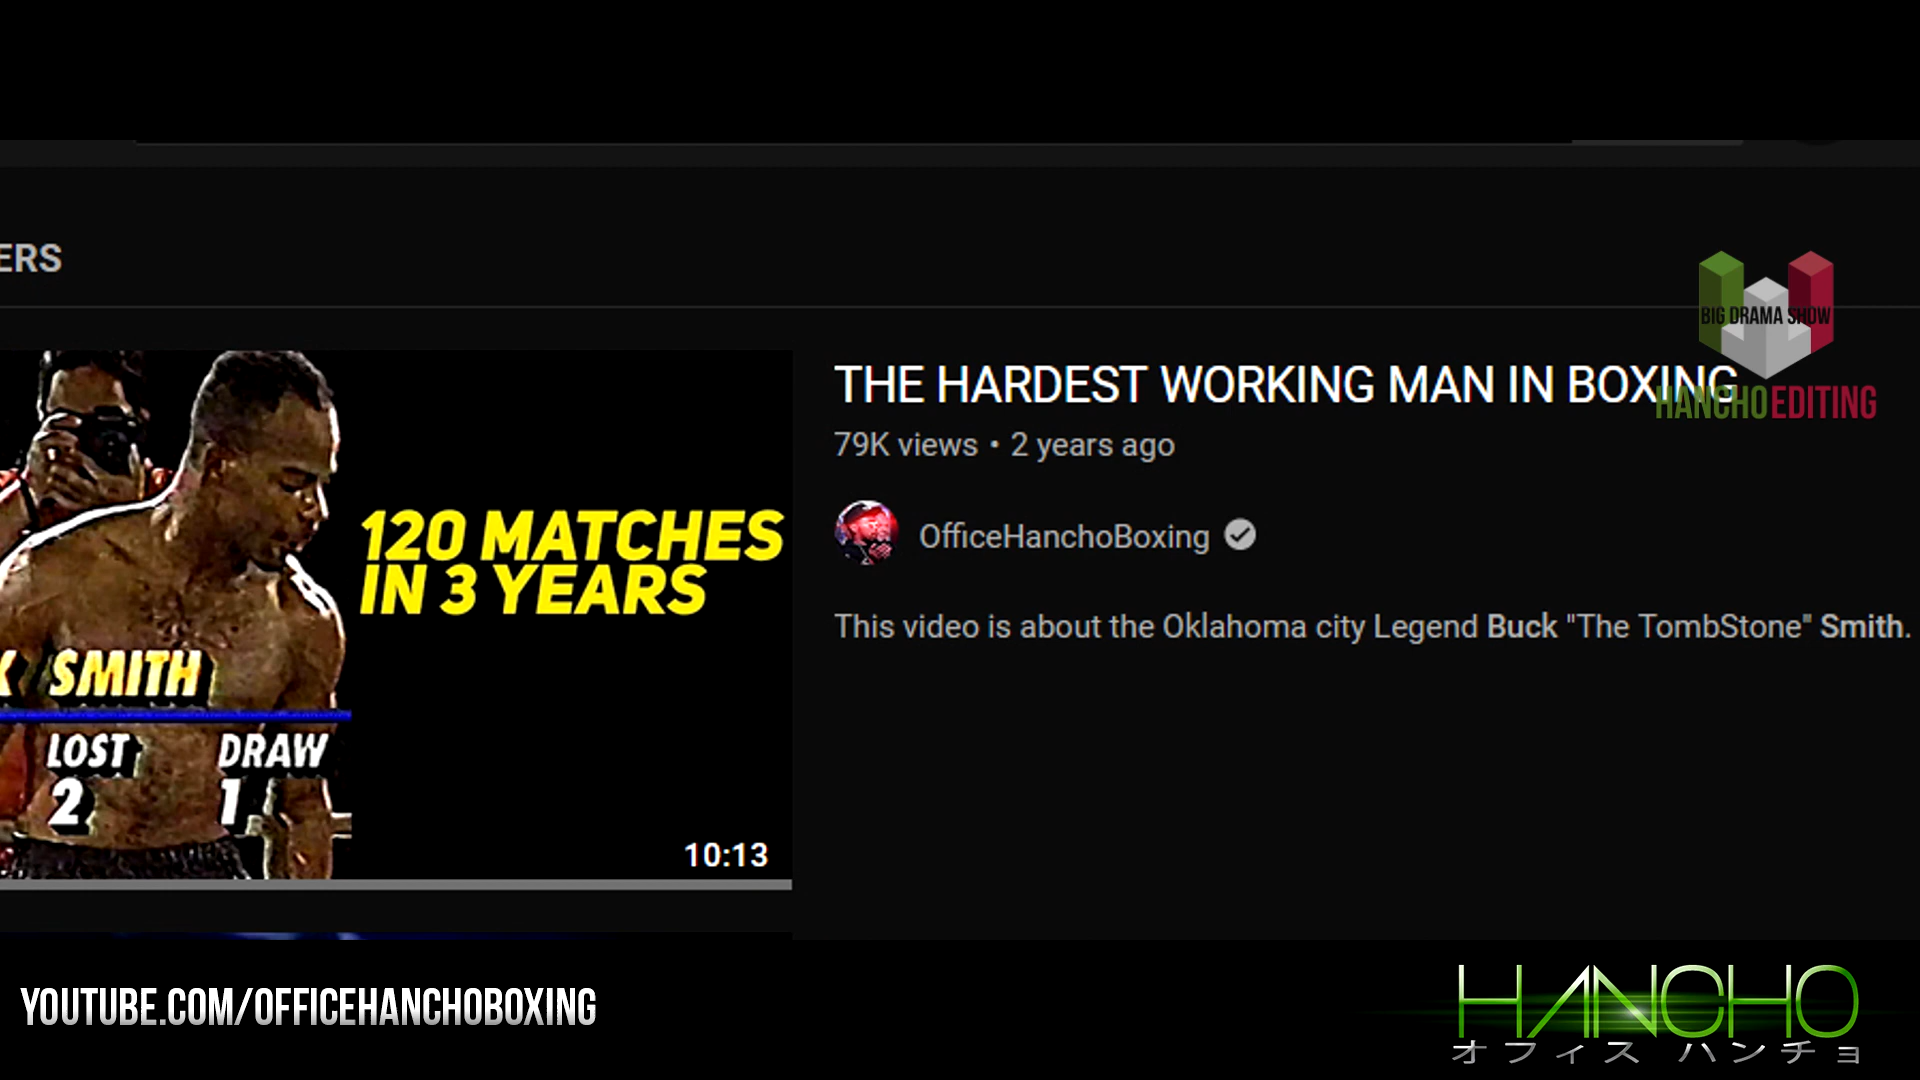 ERS
BIG DRAMA SHOW
HANCHO EDITING
THE HARDEST WORKING MAN IN BOXING
79K views • 2 years ago
OfficeHanchoBoxing
This video is about the Oklahoma city Legend Buck "The TombStone" Smith.
120 MATCHES
IN 3 YEARS
K SMITH
LOST DRAW
2 1
10:13
YOUTUBE.COM/OFFICEHANCHOBOXING
HANCHO
オフィス ハンチョ